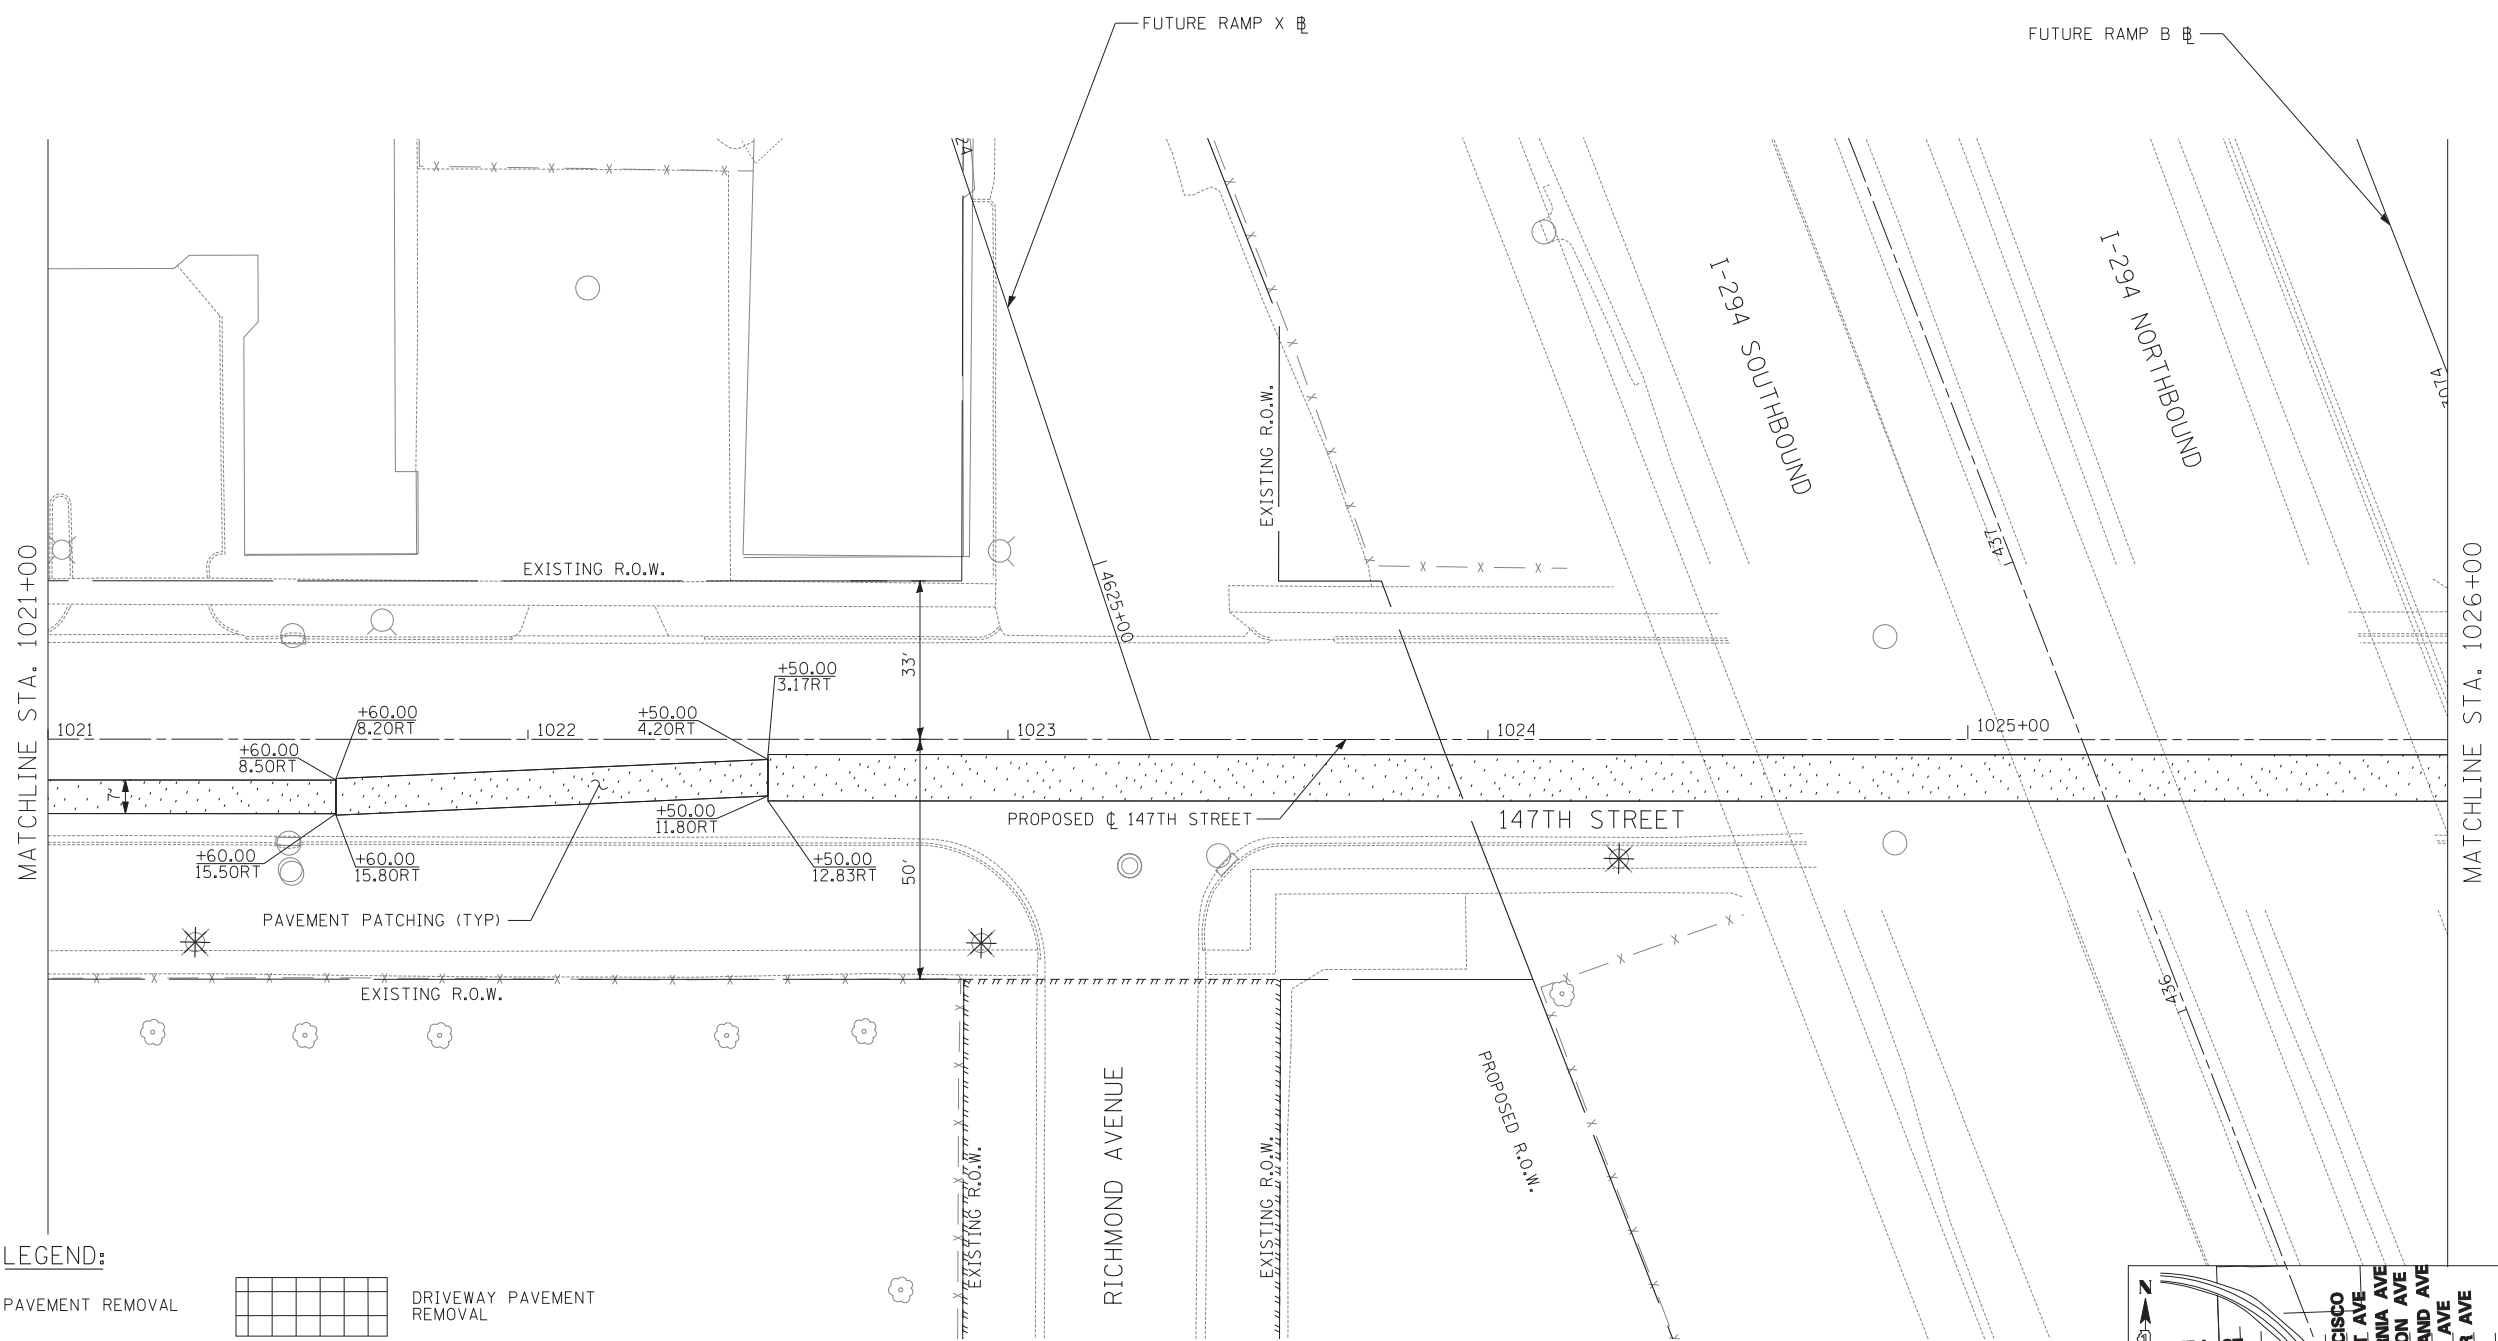 FUTURE RAMP X ⅊
FUTURE RAMP B ⅊
I-294 SOUTHBOUND
I-294 NORTHBOUND
EXISTING R.O.W.
EXISTING R.O.W.
MATCHLINE STA. 1021+00
MATCHLINE STA. 1026+00
437
4625+00
33'
+50.00
3.17RT
+60.00
8.20RT
+50.00
4.20RT
1021
1022
1023
1024
1025+00
+60.00
8.50RT
7'
+50.00
11.80RT
PROPOSED ℄ 147TH STREET
147TH STREET
+60.00
15.50RT
+60.00
15.80RT
+50.00
12.83RT
50'
PAVEMENT PATCHING (TYP)
EXISTING R.O.W.
436
PROPOSED R.O.W.
RICHMOND AVENUE
EXISTING R.O.W.
EXISTING R.O.W.
LEGEND:
PAVEMENT REMOVAL
DRIVEWAY PAVEMENT
REMOVAL
N